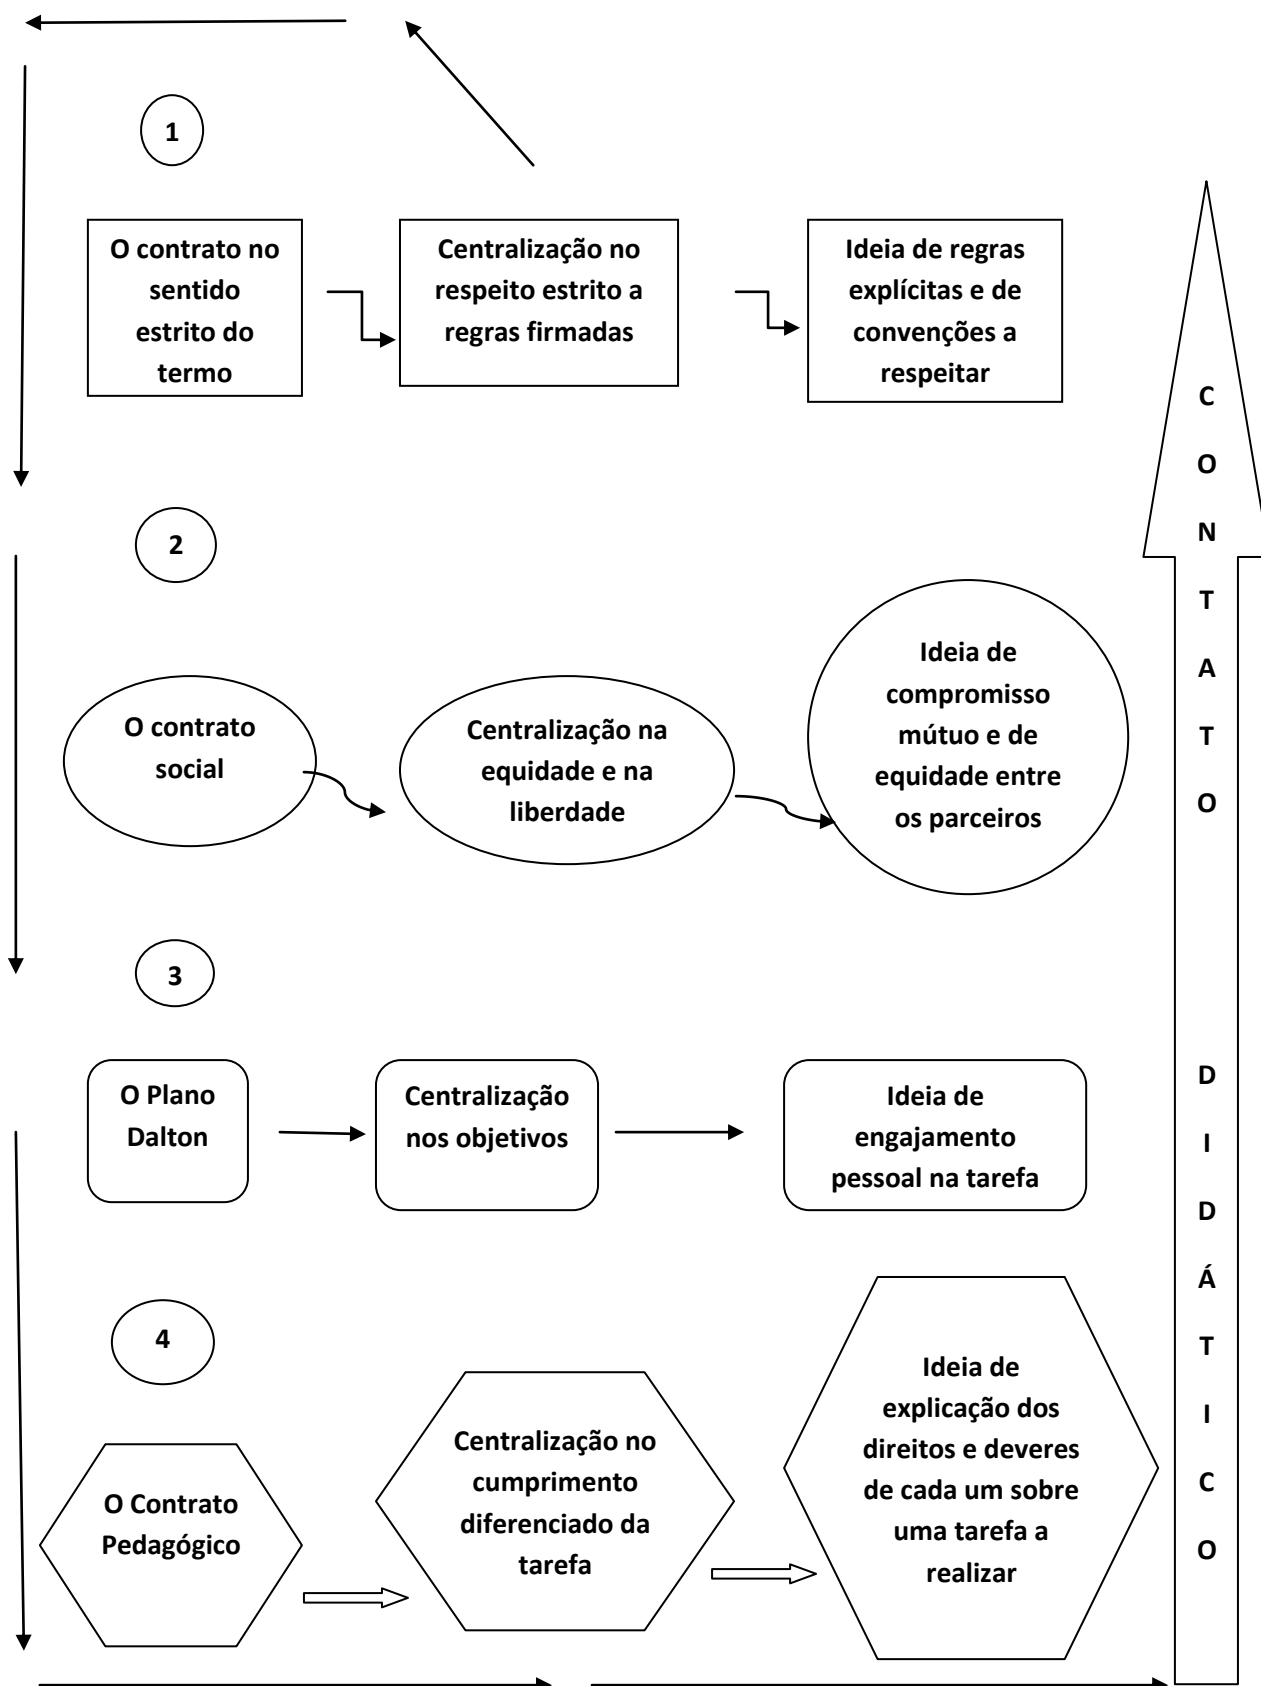 1
O contrato no
sentido
estrito do
termo
Centralização no
respeito estrito a
regras firmadas
Ideia de regras
explícitas e de
convenções a
respeitar
2
O contrato
social
Centralização na
equidade e na
liberdade
Ideia de
compromisso
mútuo e de
equidade entre
os parceiros
3
O Plano
Dalton
Centralização
nos objetivos
Ideia de
engajamento
pessoal na tarefa
4
O Contrato
Pedagógico
Centralização no
cumprimento
diferenciado da
tarefa
Ideia de
explicação dos
direitos e deveres
de cada um sobre
uma tarefa a
realizar
C
O
N
T
A
T
O
D
I
D
Á
T
I
C
O